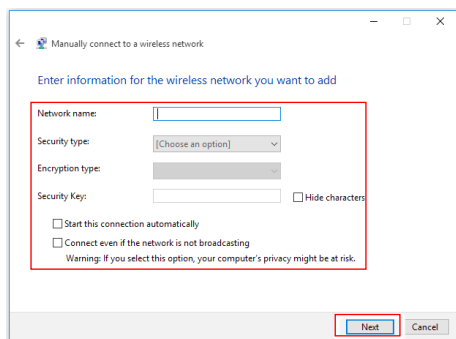 Manually connect to a wireless network
Enter information for the wireless network you want to add
Network name:
Security type: [Choose an option]
Encryption type:
Security Key: Hide characters
Start this connection automatically
Connect even if the network is not broadcasting
Warning: If you select this option, your computer's privacy might be at risk.
Next Cancel